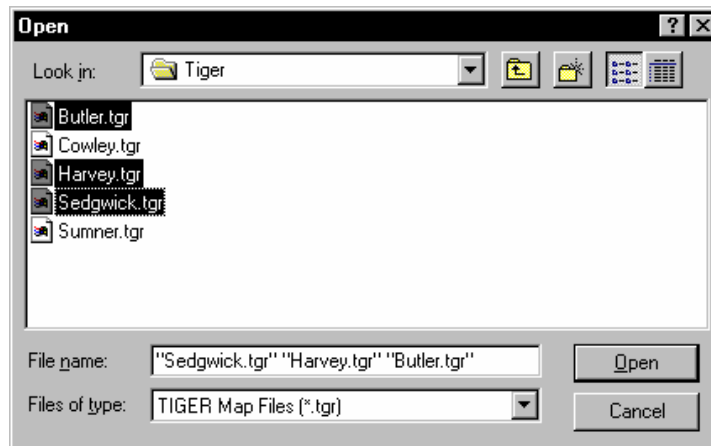 Open
Look in: Tiger
Butler.tgr
Cowley.tgr
Harvey.tgr
Sedgwick.tgr
Sumner.tgr
File name: "Sedgwick.tgr" "Harvey.tgr" "Butler.tgr" Open
Files of type: TIGER Map Files (*.tgr) Cancel